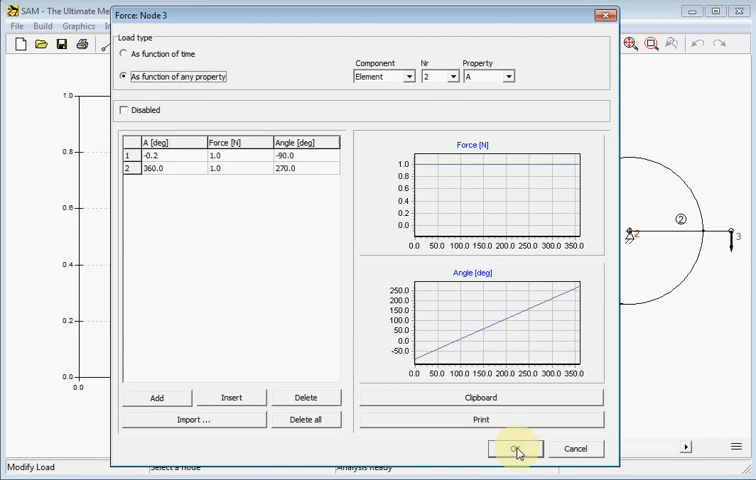 SAM - The Ultimate Me
Force: Node 3
File Build Graphics
Load type
As function of time
As function of any property
Component Nr Property
Element 2 A
Disabled
A [deg] Force [N] Angle [deg]
1 -0.2 1.0 -90.0
2 360.0 1.0 270.0
Force [N]
1.0
0.8
0.6
0.4
0.2
0.0
0.0 50.0 100.0 150.0 200.0 250.0 300.0 350.0
Angle [deg]
250.0
200.0
150.0
100.0
50.0
0.0
-50.0
0.0 50.0 100.0 150.0 200.0 250.0 300.0 350.0
1.0
0.8
0.6
0.4
0.2
0.0
0.0
2
2
3
Add Insert Delete Clipboard
Import ... Delete all Print
OK Cancel
Modify Load Select a node Analysis Ready